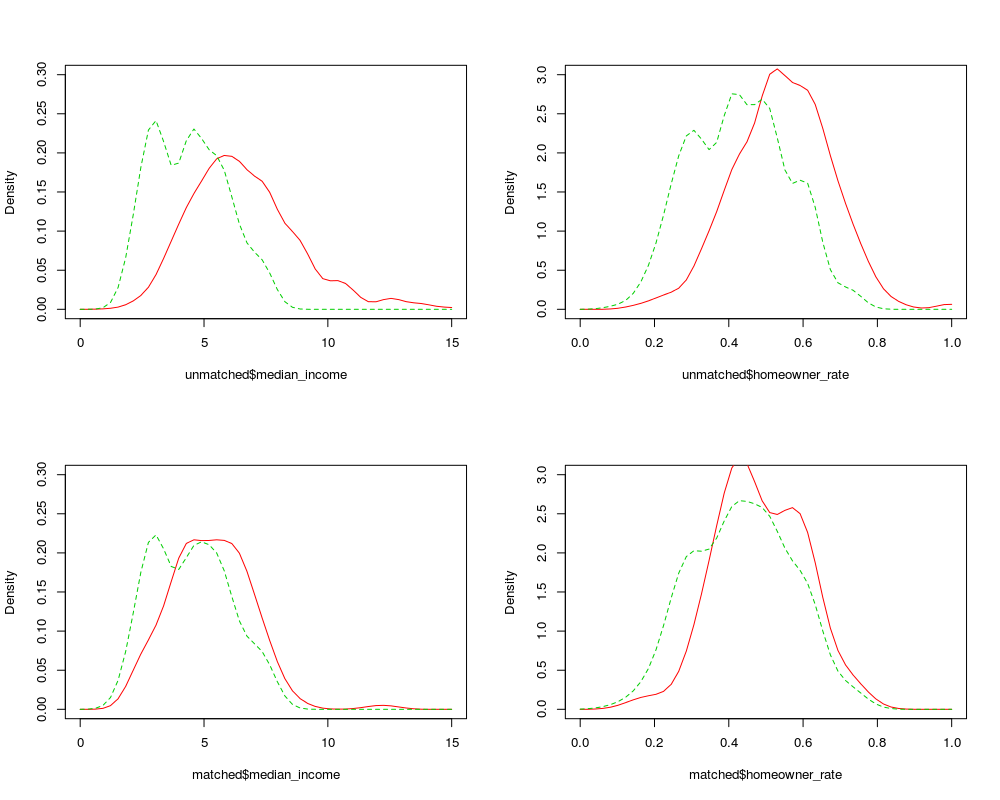 0.30
0.25
0.20
0.15
0.10
0.05
0.00
Density
0 5 10 15
unmatched$median_income
3.0
2.5
2.0
1.5
1.0
0.5
0.0
Density
0.0 0.2 0.4 0.6 0.8 1.0
unmatched$homeowner_rate
0.30
0.25
0.20
0.15
0.10
0.05
0.00
Density
0 5 10 15
matched$median_income
3.0
2.5
2.0
1.5
1.0
0.5
0.0
Density
0.0 0.2 0.4 0.6 0.8 1.0
matched$homeowner_rate